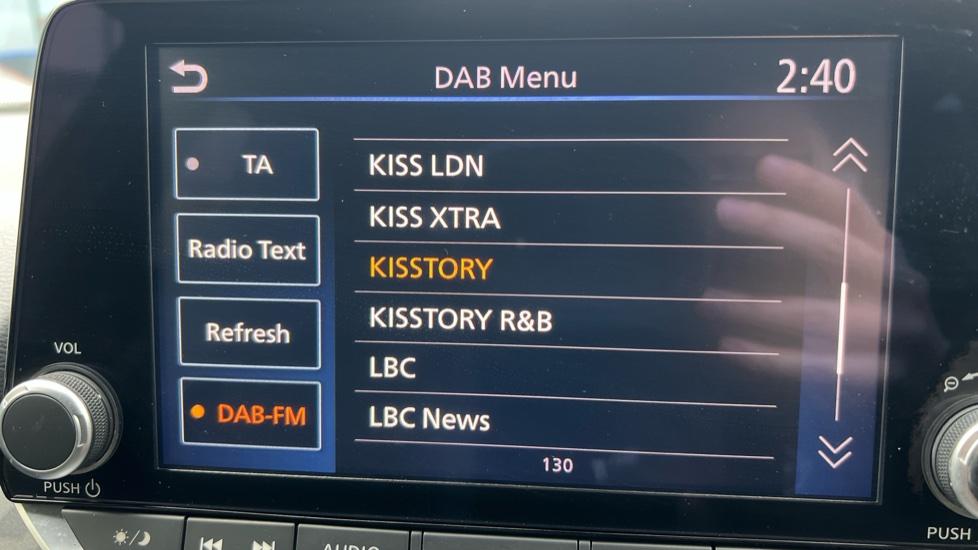 DAB Menu 2:40
TA
KISS LDN
KISS XTRA
Radio Text
KISSTORY
Refresh
KISSTORY R&B
LBC
DAB-FM
LBC News
130
VOL
PUSH
AUDIO
PUSH